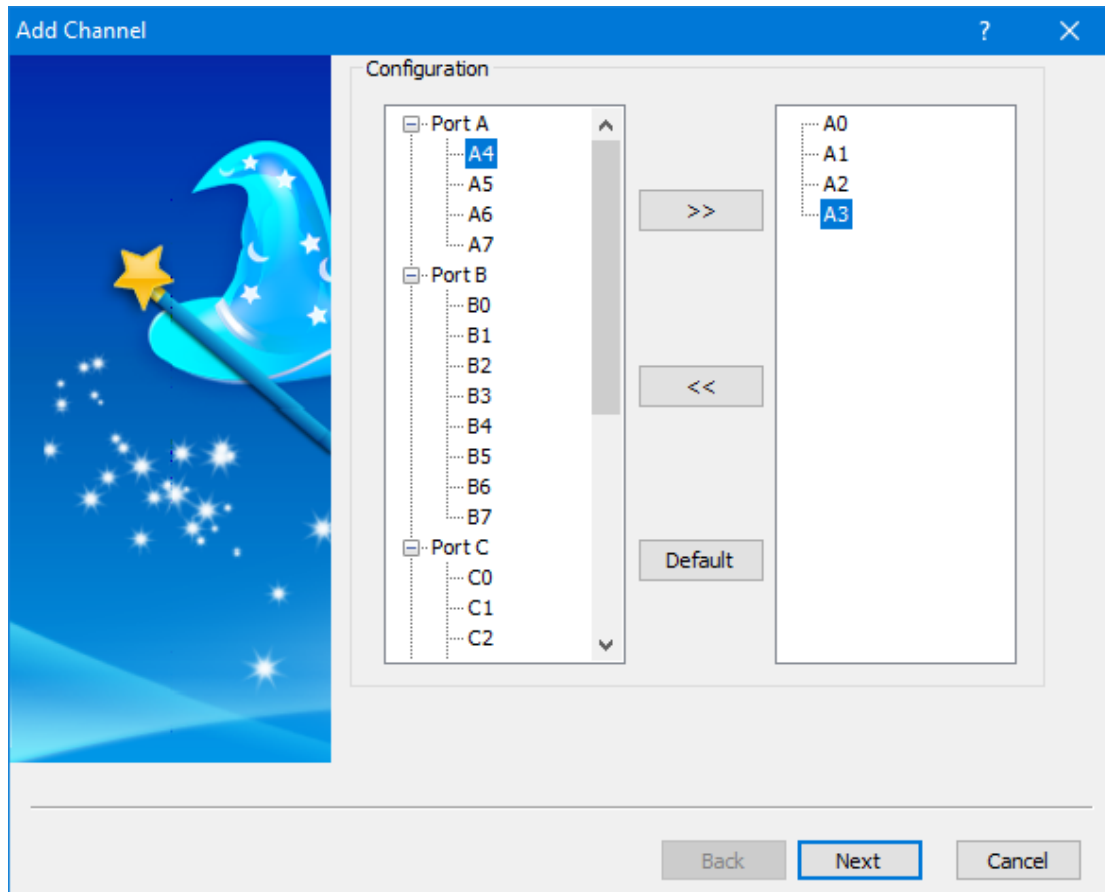 Add Channel
?
Configuration
Port A
A4
A5
A6
A7
Port B
B0
B1
B2
B3
B4
B5
B6
B7
Port C
C0
C1
C2
>>
<<
Default
A0
A1
A2
A3
Back
Next
Cancel